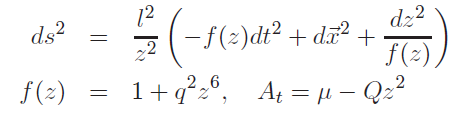 ds² = l²/z² ( −f(z)dt² + dx⃗² + dz²/f(z) )
f(z) = 1 + q²z⁶, A_t = μ − Qz²